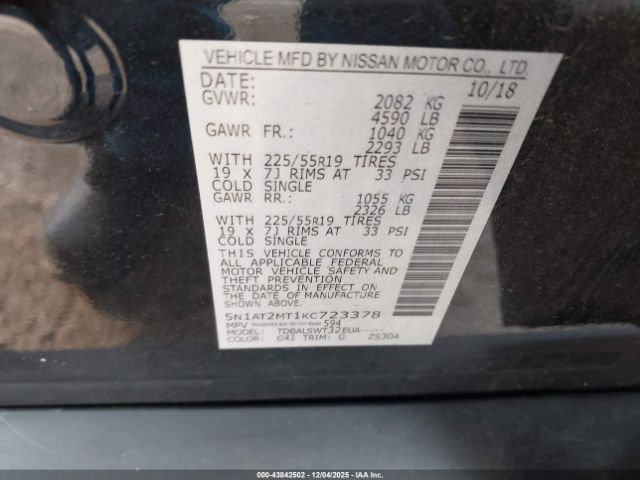 VEHICLE MFD BY NISSAN MOTOR CO., LTD.
DATE: 10/18
GVWR: 2082 KG
4590 LB
GAWR FR.: 1040 KG
2293 LB
WITH 225/55R19 TIRES
19 x 7J RIMS AT 33 PSI
COLD SINGLE
GAWR RR.: 1055 KG
2326 LB
WITH 225/55R19 TIRES
19 x 7J RIMS AT 33 PSI
COLD SINGLE
THIS VEHICLE CONFORMS TO
ALL APPLICABLE FEDERAL
MOTOR VEHICLE SAFETY AND
THEFT PREVENTION
STANDARDS IN EFFECT ON
THE DATE OF MANUFACTURE
SHOWN ABOVE.
5N1AT2MT1KC723378
MPV 594
MODEL: TDBALSWT32EUA-----
COLOR: G41 TRIM: G ZS30A
000-43842502 - 12/04/2025 - IAA Inc.